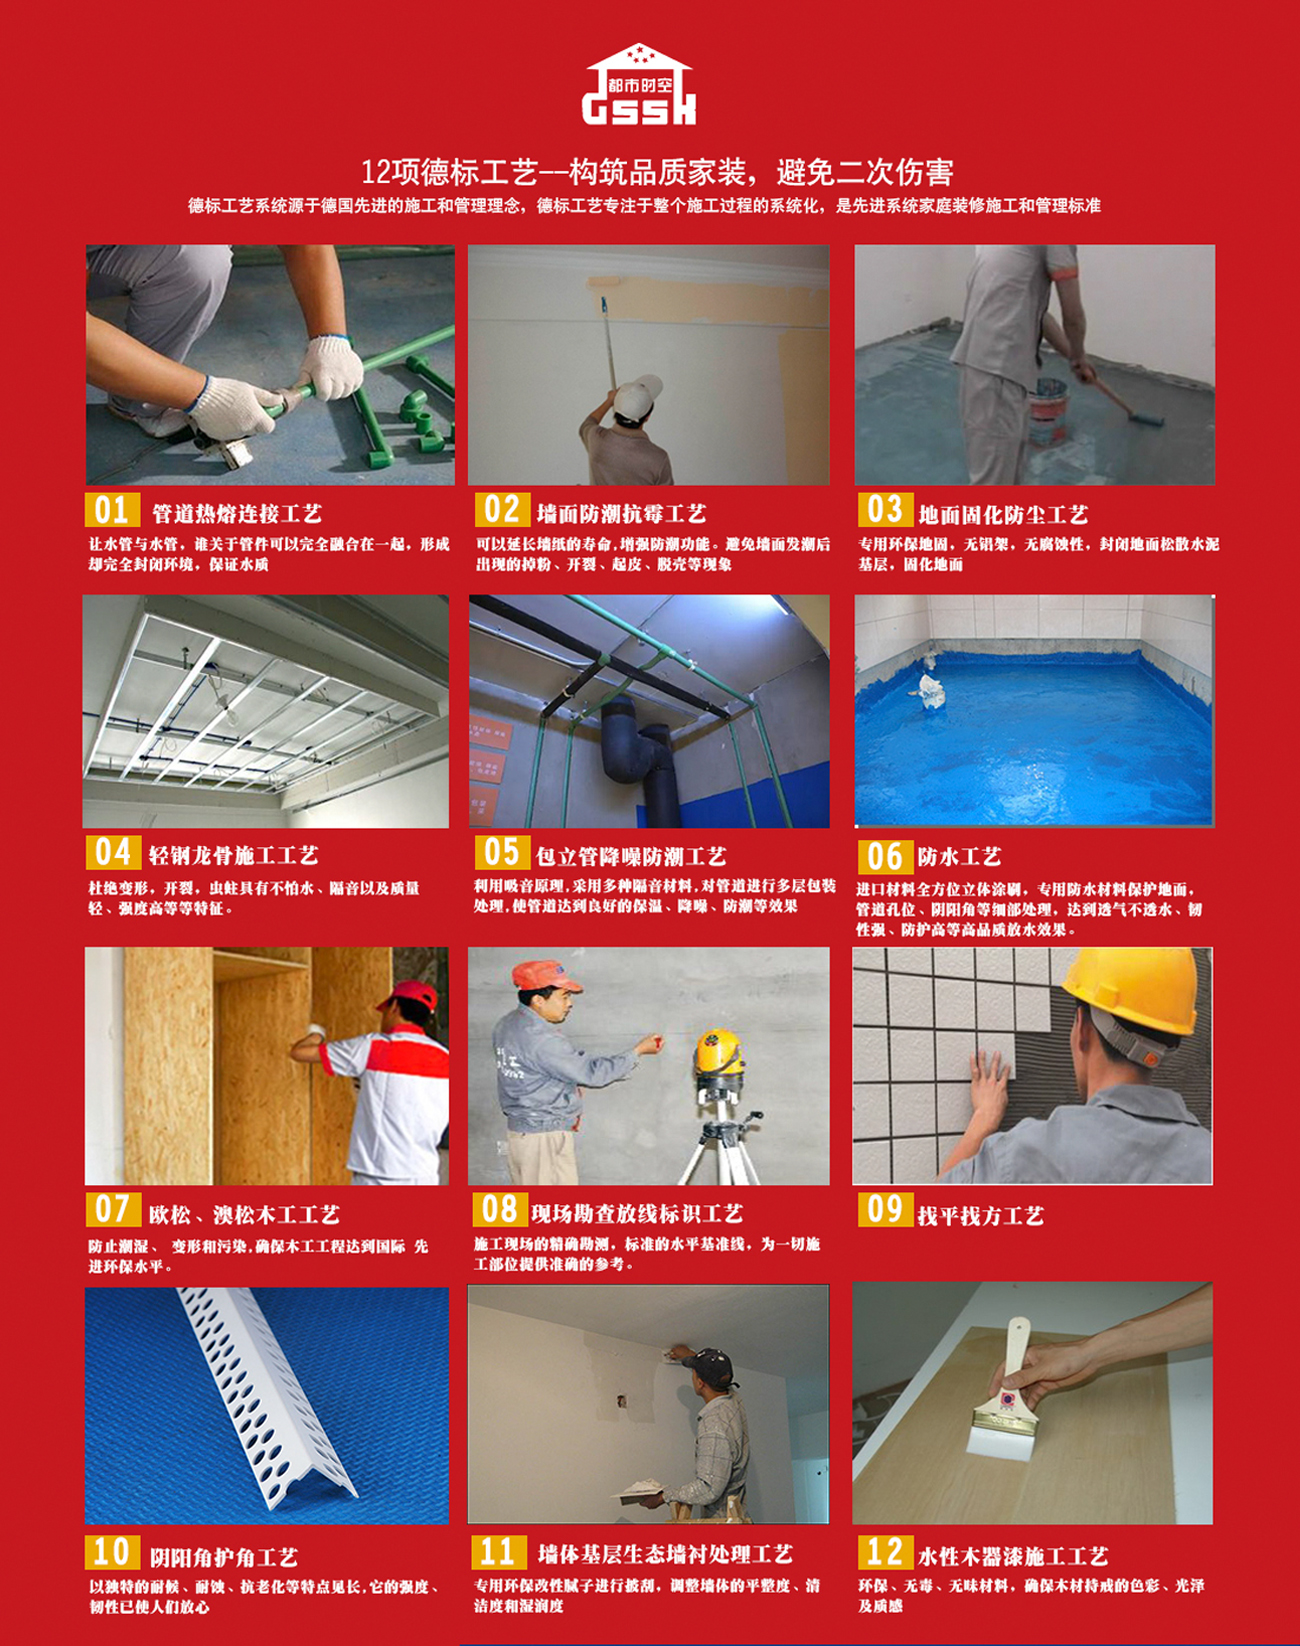 都市时空
GSSK
12项德标工艺--构筑品质家装，避免二次伤害
德标工艺系统源于德国先进的施工和管理理念，德标工艺专注于整个施工过程的系统化，是先进系统家庭装修施工和管理标准
01 管道热熔连接工艺
让水管与水管，谁关于管件可以完全融合在一起，形成
却完全封闭环境，保证水质
02 墙面防潮抗霉工艺
可以延长墙纸的寿命,增强防潮功能。避免墙面发潮后
出现的掉粉、开裂、起皮、脱壳等现象
03 地面固化防尘工艺
专用环保地固，无铝架，无腐蚀性，封闭地面松散水泥
基层，固化地面
04 轻钢龙骨施工工艺
杜绝变形，开裂，虫蛀具有不怕水、隔音以及质量
轻、强度高等等特征。
05 包立管降噪防潮工艺
利用吸音原理,采用多种隔音材料,对管道进行多层包装
处理,使管道达到良好的保温、降噪、防潮等效果
06 防水工艺
进口材料全方位立体涂刷，专用防水材料保护地面，
管道孔位、阴阳角等细部处理，达到透气不透水、韧
性强、防护高等高品质放水效果。
07 欧松、澳松木工工艺
防止潮湿、 变形和污染,确保木工工程达到国际 先
进环保水平。
08 现场勘查放线标识工艺
施工现场的精确勘测，标准的水平基准线，为一切施
工部位提供准确的参考。
09 找平找方工艺
10 阴阳角护角工艺
以独特的耐候、耐蚀、抗老化等特点见长,它的强度、
韧性已使人们放心
11 墙体基层生态墙衬处理工艺
专用环保改性腻子进行披刮，调整墙体的平整度、清
洁度和湿润度
12 水性木器漆施工工艺
环保、无毒、无味材料，确保木材持戒的色彩、光泽
及质感